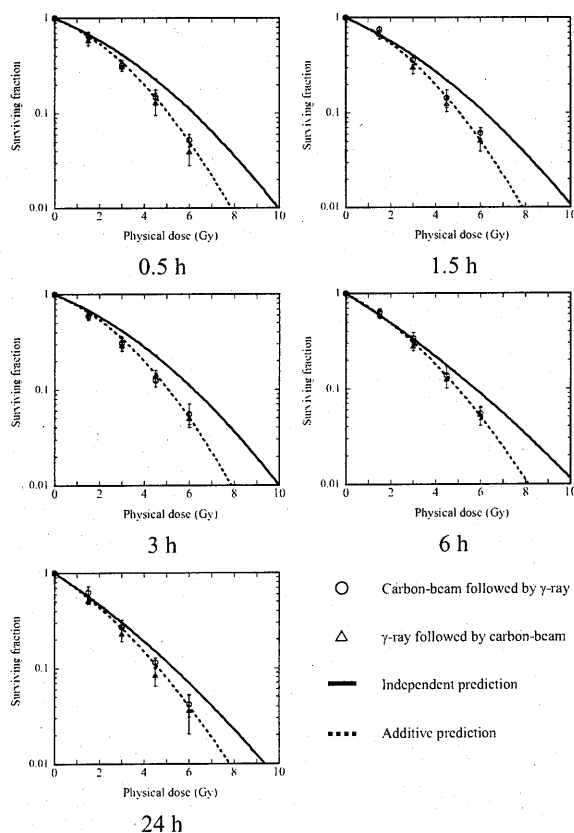 1
1
Surviving fraction
0.1
Surviving fraction
0.1
0.01
0 2 4 6 8 10
0.01
0 2 4 6 8 10
Physical dose (Gy)
Physical dose (Gy)
0.5 h
1.5 h
1
1
Surviving fraction
0.1
Surviving fraction
0.1
0.01
0 2 4 6 8 10
0.01
0 2 4 6 8 10
Physical dose (Gy)
Physical dose (Gy)
3 h
6 h
1
Surviving fraction
0.1
0.01
0 2 4 6 8 10
Physical dose (Gy)
24 h
Carbon-beam followed by γ-ray
γ-ray followed by carbon-beam
Independent prediction
Additive prediction